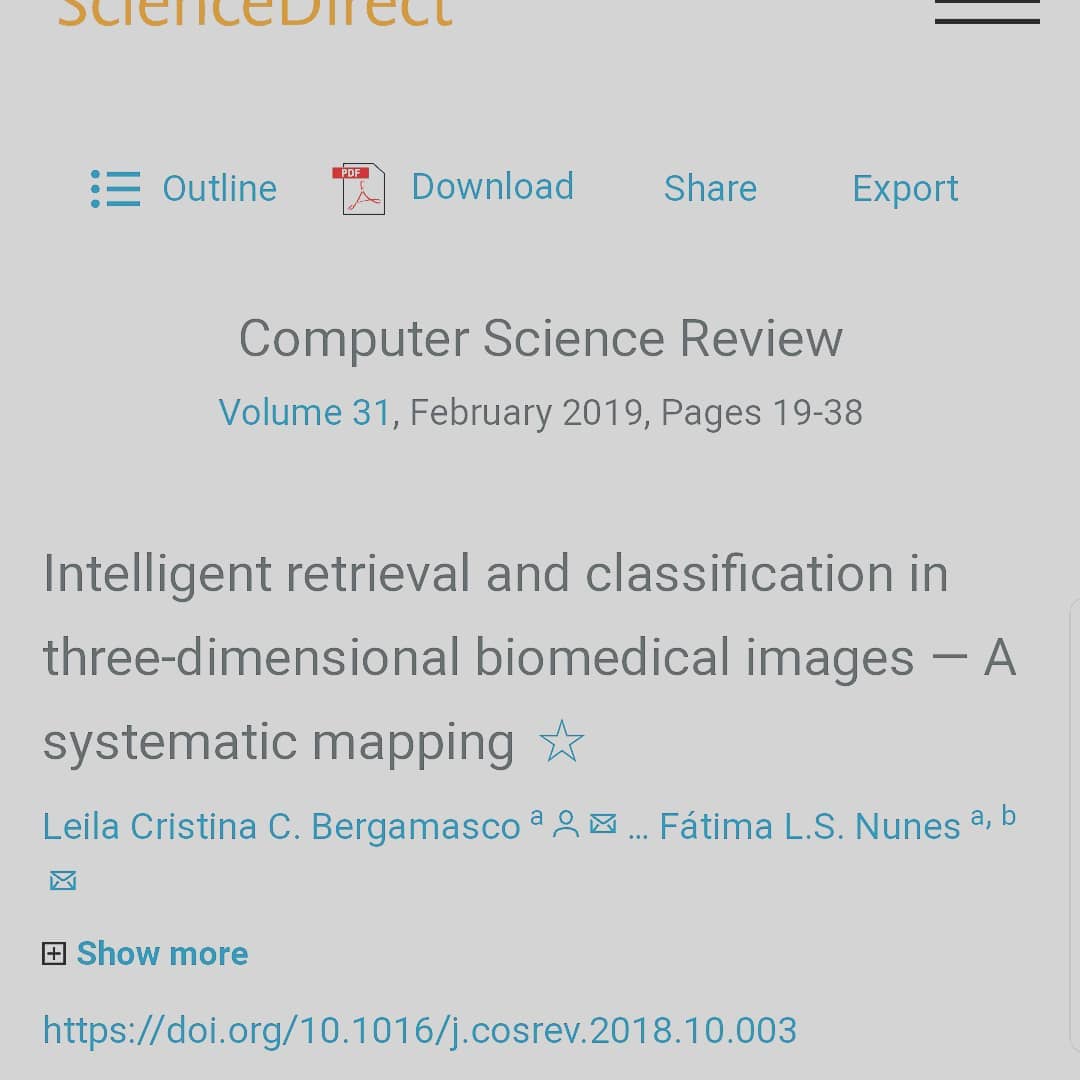 ScienceDirect
Outline
PDF
Download
Share
Export
Computer Science Review
Volume 31, February 2019, Pages 19-38
Intelligent retrieval and classification in
three-dimensional biomedical images — A
systematic mapping ☆
Leila Cristina C. Bergamasco a ... Fátima L.S. Nunes a, b
Show more
https://doi.org/10.1016/j.cosrev.2018.10.003